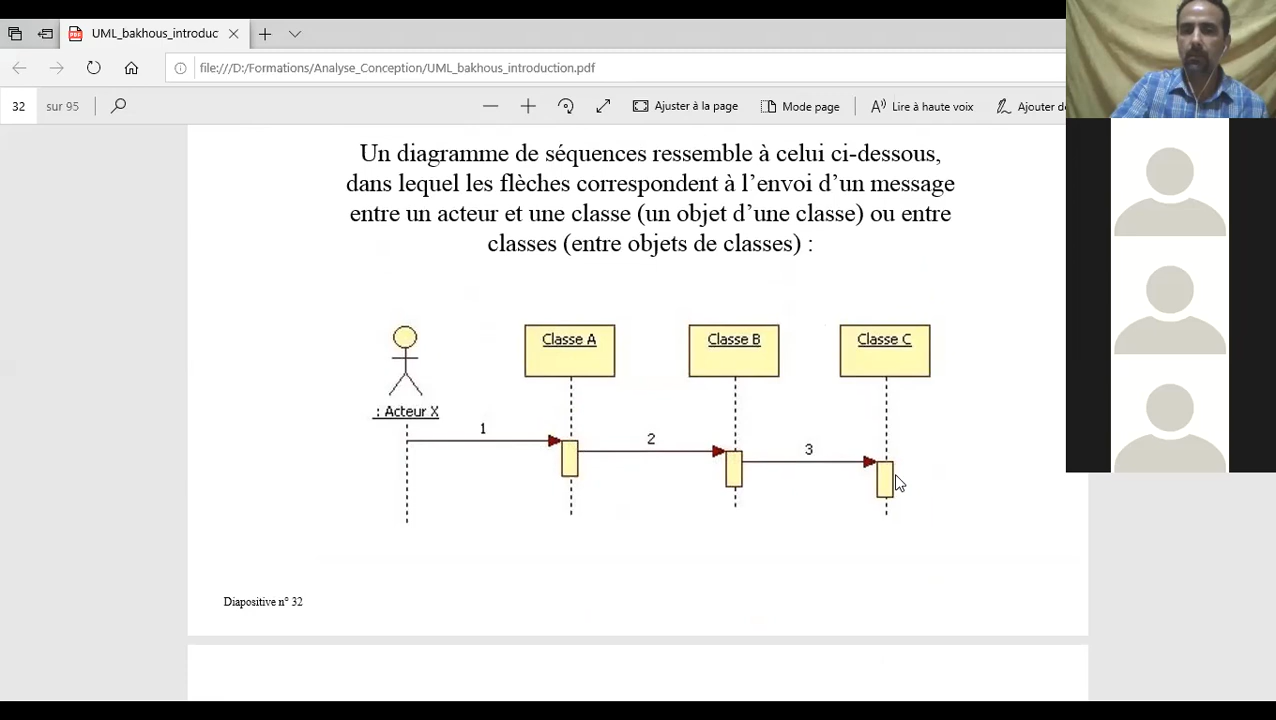 UML_bakhous_introduc
file:///D:/Formations/Analyse_Conception/UML_bakhous_introduction.pdf
32 sur 95 Ajuster à la page Mode page Lire à haute voix Ajouter de
Un diagramme de séquences ressemble à celui ci-dessous,
dans lequel les flèches correspondent à l’envoi d’un message
entre un acteur et une classe (un objet d’une classe) ou entre
classes (entre objets de classes) :
Classe A Classe B Classe C
: Acteur X
1
2
3
Diapositive n° 32